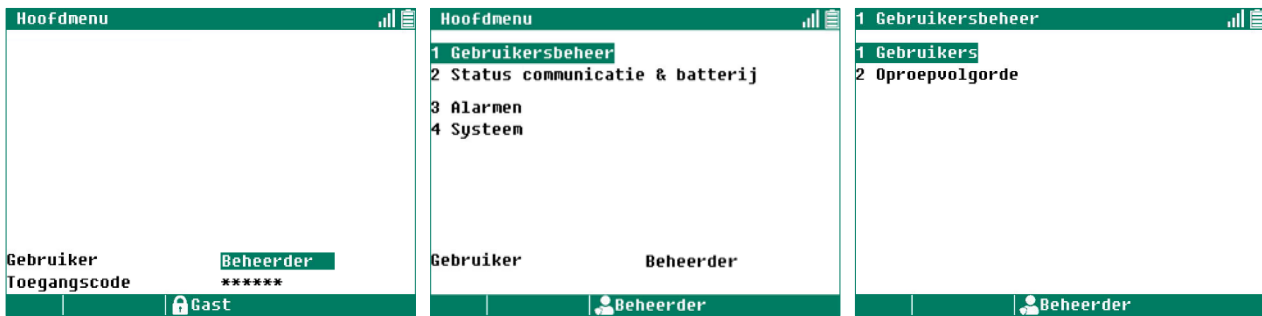 Hoofdmenu
Gebruiker Beheerder
Toegangscode ******
Gast
Hoofdmenu
1 Gebruikersbeheer
2 Status communicatie & batterij
3 Alarmen
4 Systeem
Gebruiker Beheerder
Beheerder
1 Gebruikersbeheer
1 Gebruikers
2 Oproepvolgorde
Beheerder